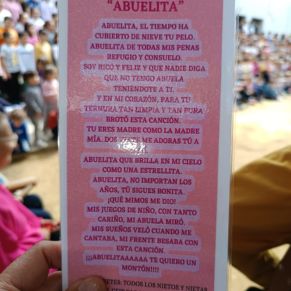 "ABUELITA"
ABUELITA, EL TIEMPO HA
CUBIERTO DE NIEVE TU PELO.
ABUELITA DE TODAS MIS PENAS
REFUGIO Y CONSUELO.
SOY RICO Y FELIZ Y QUE NADIE DIGA
QUE NO TENGO ABUELA
TENIÉNDOTE A TI.
Y EN MI CORAZÓN, PARA TU
TERNURA TAN LIMPIA Y TAN PURA
BROTÓ ESTA CANCIÓN.
TU ERES MADRE COMO LA MADRE
MÍA. DOS ME ADORAS TÚ A
ABUELITA QUE BRILLA EN MI CIELO
COMO UNA ESTRELLITA.
ABUELITA, NO IMPORTAN LOS
AÑOS, TÚ SIGUES BONITA.
¡QUÉ MIMOS ME DIO!
MIS JUEGOS DE NIÑO, CON TANTO
CARIÑO, MI ABUELA MIRÓ.
MIS SUEÑOS VELÓ CUANDO ME
CANTABA, MI FRENTE BESABA CON
ESTA CANCIÓN.
¡¡¡ABUELITAAAAAA TE QUIERO UN
MONTÓN!!!!
TODOS LOS NIETOS Y NIETAS